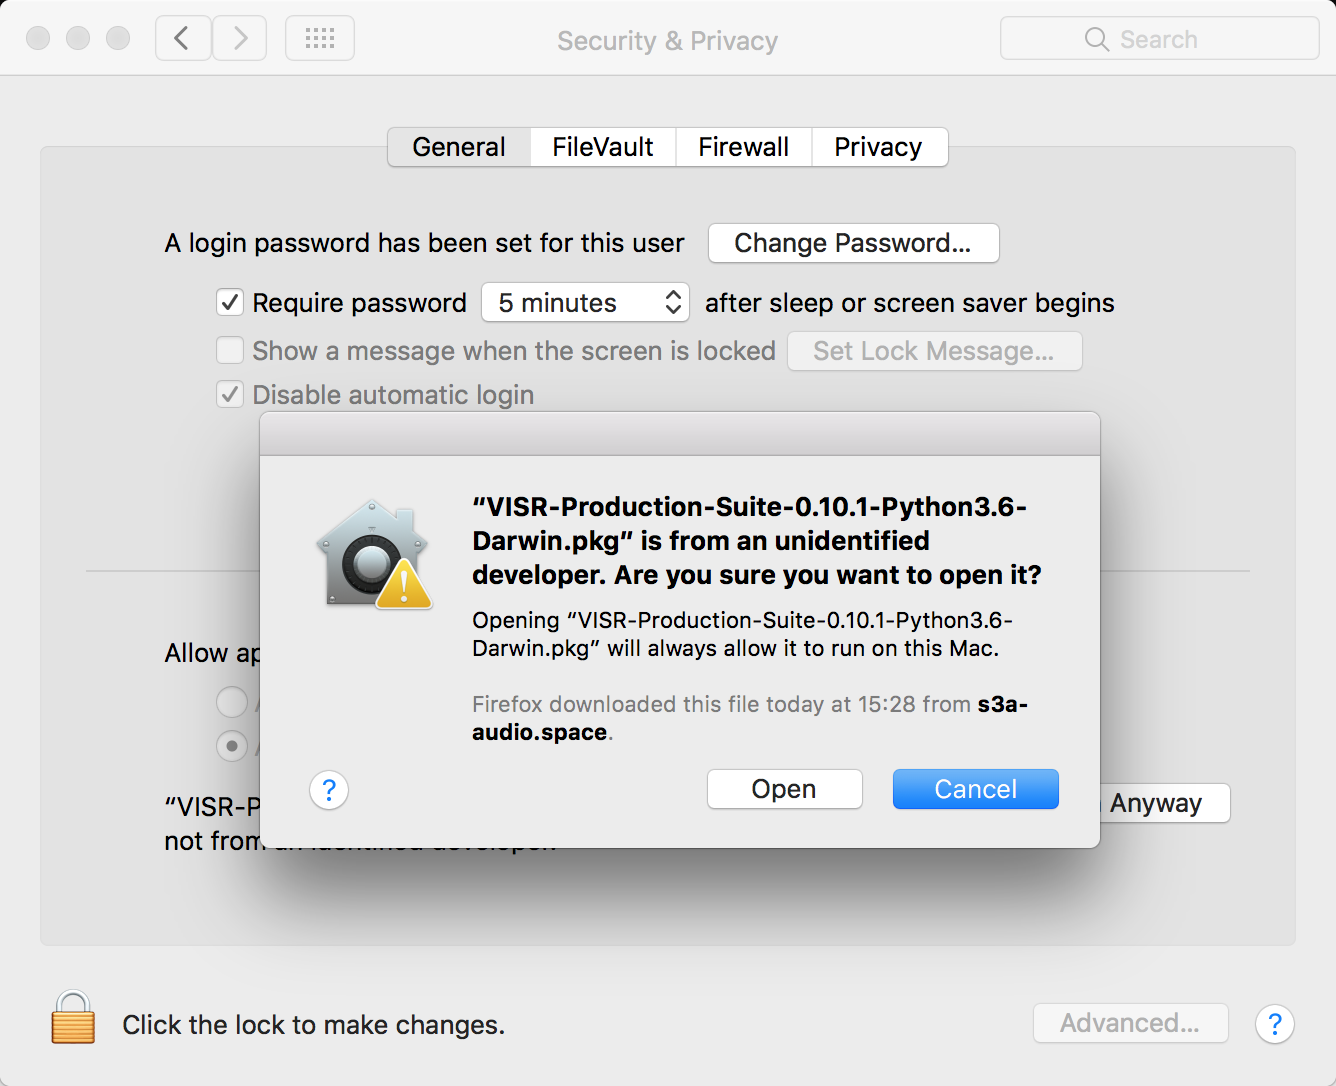 Security & Privacy
Search
General
FileVault
Firewall
Privacy
A login password has been set for this user
Change Password...
Require password
5 minutes
after sleep or screen saver begins
Show a message when the screen is locked
Set Lock Message...
Disable automatic login
“VISR-Production-Suite-0.10.1-Python3.6-
Darwin.pkg” is from an unidentified
developer. Are you sure you want to open it?
Opening “VISR-Production-Suite-0.10.1-Python3.6-
Darwin.pkg” will always allow it to run on this Mac.
Firefox downloaded this file today at 15:28 from s3a-
audio.space.
?
Open
Cancel
Allow
“VISR-P
Anyway
not from an identified developer.
Click the lock to make changes.
Advanced...
?